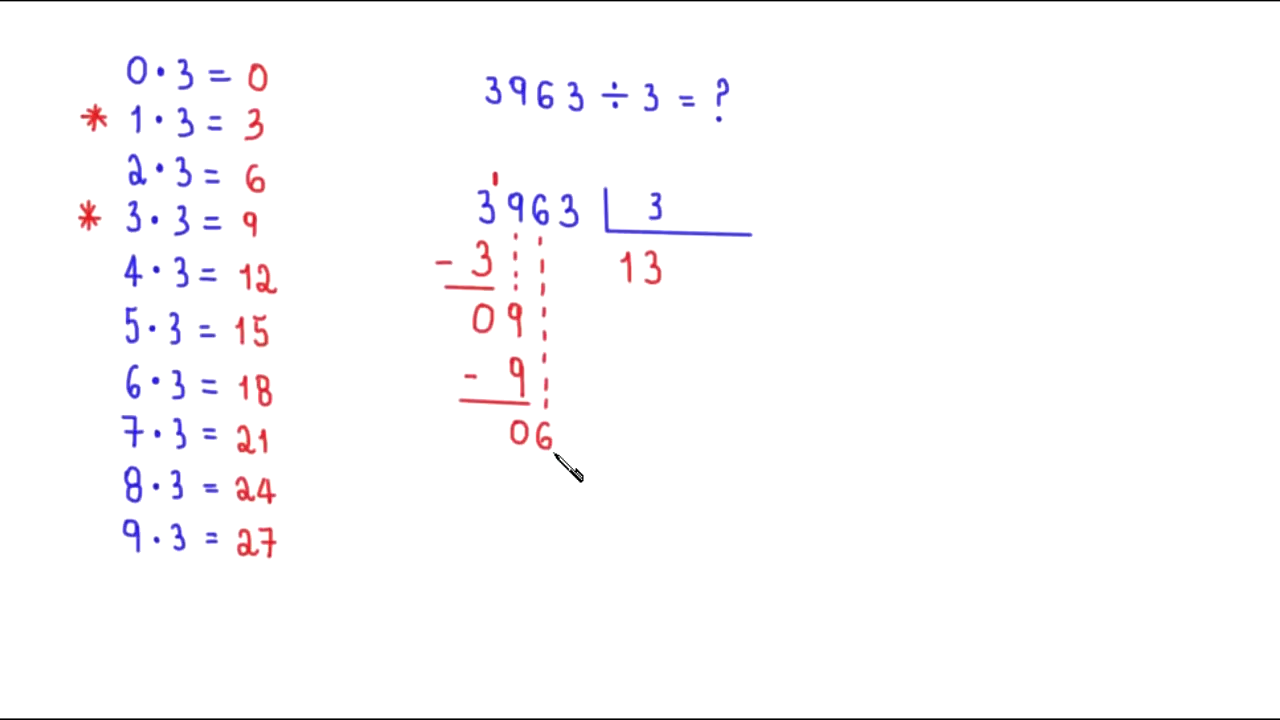 0 · 3 = 0
* 1 · 3 = 3
2 · 3 = 6
* 3 · 3 = 9
4 · 3 = 12
5 · 3 = 15
6 · 3 = 18
7 · 3 = 21
8 · 3 = 24
9 · 3 = 27
3963 ÷ 3 = ?
3'963 3
- 3 13
09
- 9
06